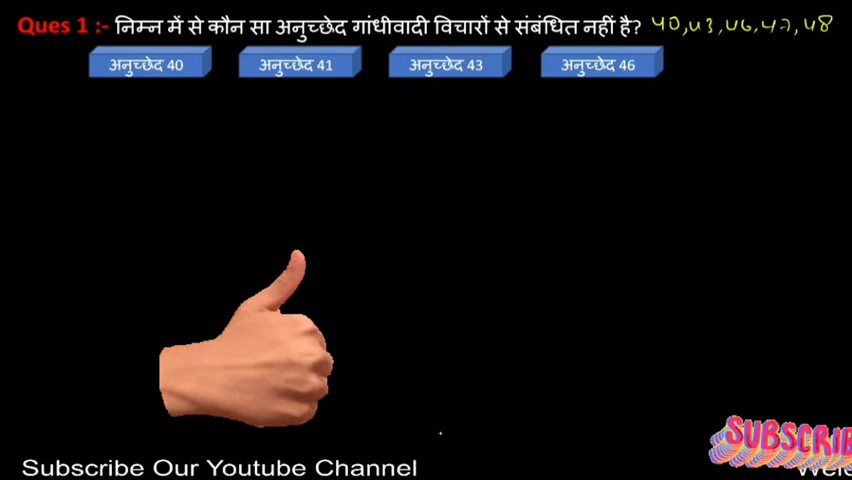 Ques 1 :- निम्न में से कौन सा अनुच्छेद गांधीवादी विचारों से संबंधित नहीं है? 40, 43, 46, 47, 48
अनुच्छेद 40 अनुच्छेद 41 अनुच्छेद 43 अनुच्छेद 46
SUBSCRIB
Subscribe Our Youtube Channel Welc